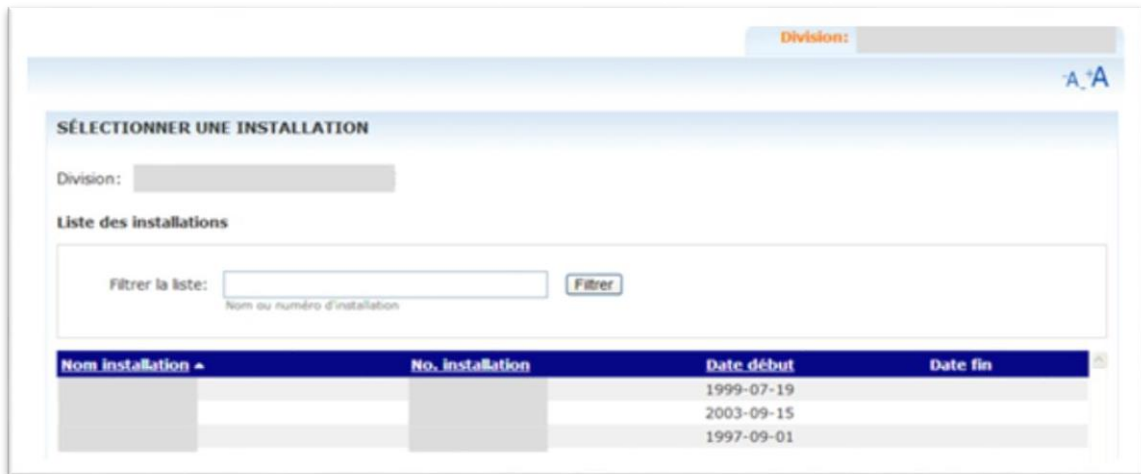 Division:
-A +A
SÉLECTIONNER UNE INSTALLATION
Division:
Liste des installations
Filtrer la liste: Filtrer
Nom ou numéro d'installation
Nom installation No. installation Date début Date fin
1999-07-19
2003-09-15
1997-09-01